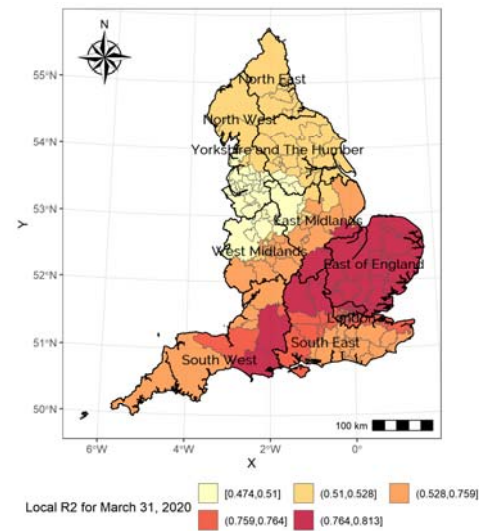 N
55°N
North East
North West
54°N
Yorkshire and The Humber
53°N
East Midlands
West Midlands
52°N
East of England
London
51°N
South East
South West
50°N
100 km
6°W 4°W 2°W 0°
Y
X
Local R2 for March 31, 2020
[0.474,0.51] (0.51,0.528] (0.528,0.759]
(0.759,0.764] (0.764,0.813]